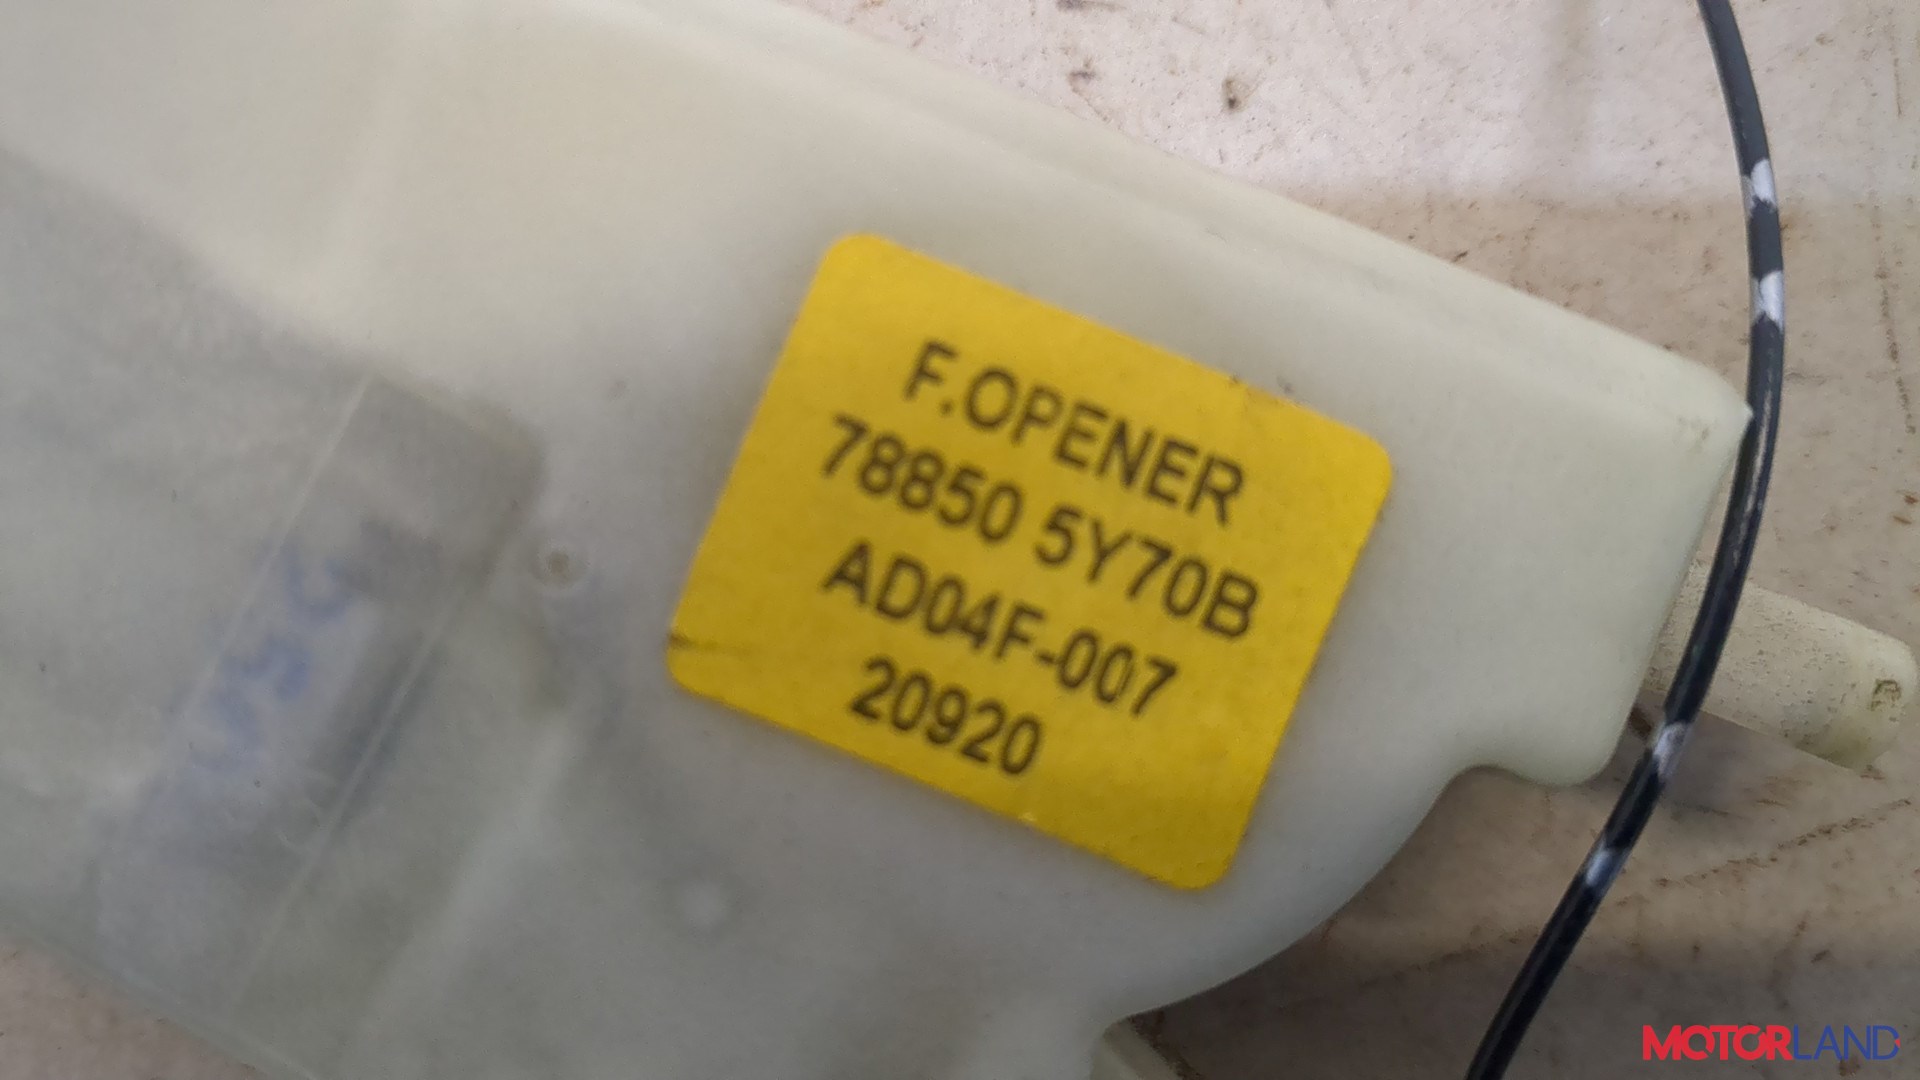 F.OPENER
78850 5Y70B
AD04F-007
20920
MOTORLAND